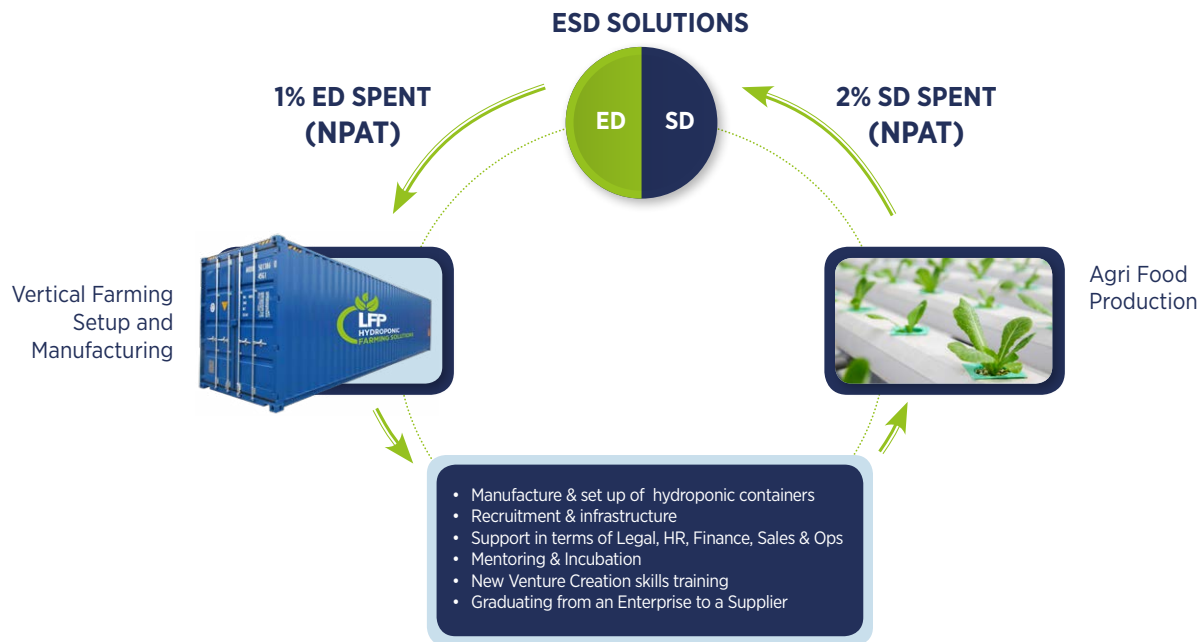 ESD SOLUTIONS
1% ED SPENT
(NPAT)
ED
SD
2% SD SPENT
(NPAT)
Vertical Farming
Setup and
Manufacturing
LFP
HYDROPONIC
FARMING SOLUTIONS
Agri Food
Production
• Manufacture & set up of hydroponic containers
• Recruitment & infrastructure
• Support in terms of Legal, HR, Finance, Sales & Ops
• Mentoring & Incubation
• New Venture Creation skills training
• Graduating from an Enterprise to a Supplier